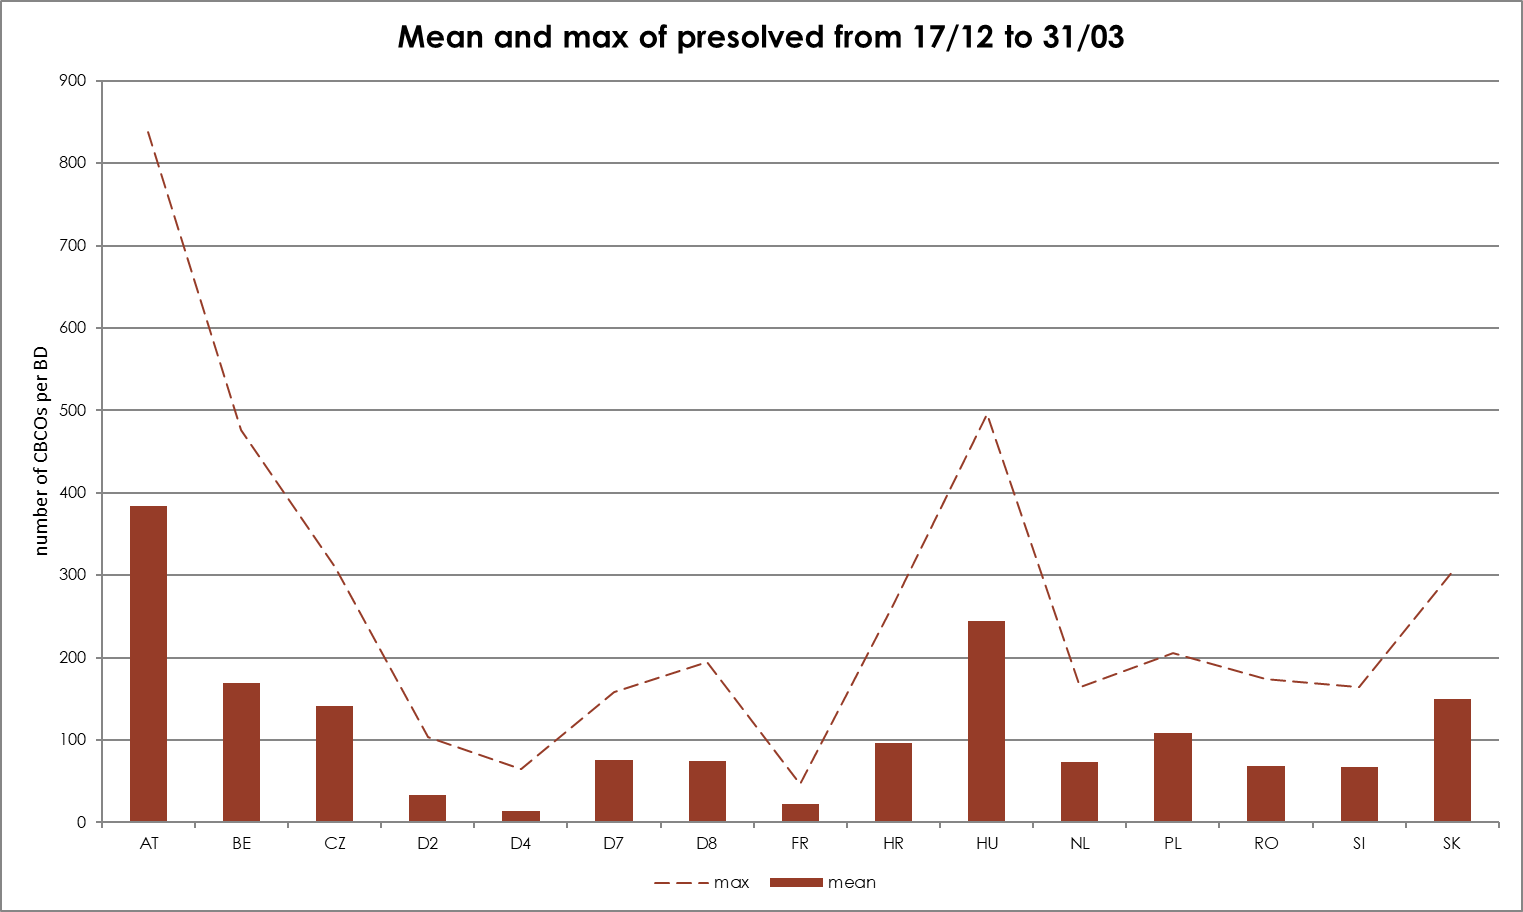 Mean and max of presolved from 17/12 to 31/03
number of CBCOs per BD
900
800
700
600
500
400
300
200
100
0
AT BE CZ D2 D4 D7 D8 FR HR HU NL PL RO SI SK
max mean